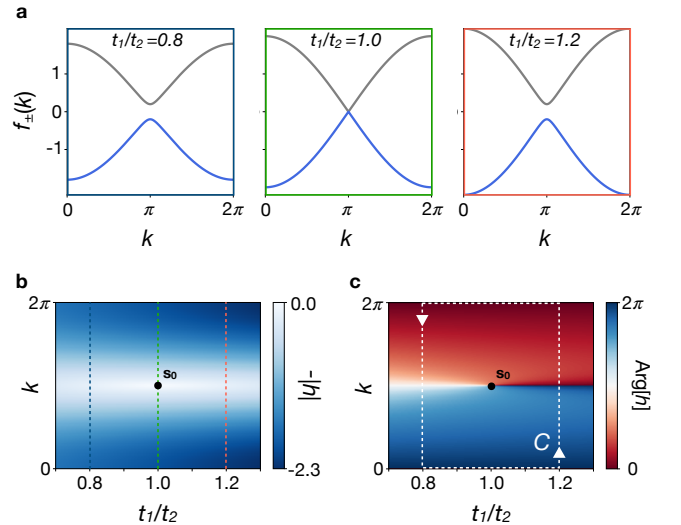 a
t₁/t₂ =0.8
t₁/t₂=1.0
t₁/t₂=1.2
f±(k)
1
0
-1
0 π 2π
0 π 2π
0 π 2π
k
k
k
b
2π
k
0
s₀
0.8 1.0 1.2
t₁/t₂
0.0
-|h|
-2.3
c
2π
k
0
s₀
C
0.8 1.0 1.2
t₁/t₂
2π
Arg[h]
0